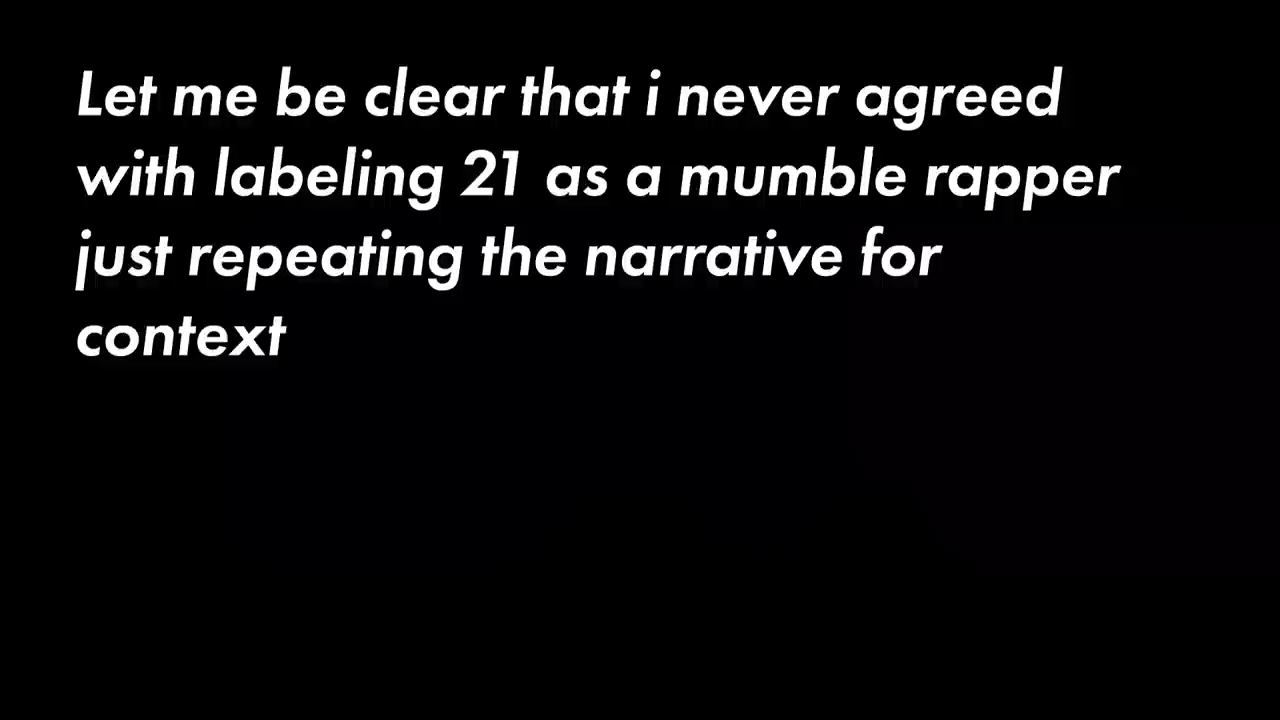 Let me be clear that i never agreed
with labeling 21 as a mumble rapper
just repeating the narrative for
context